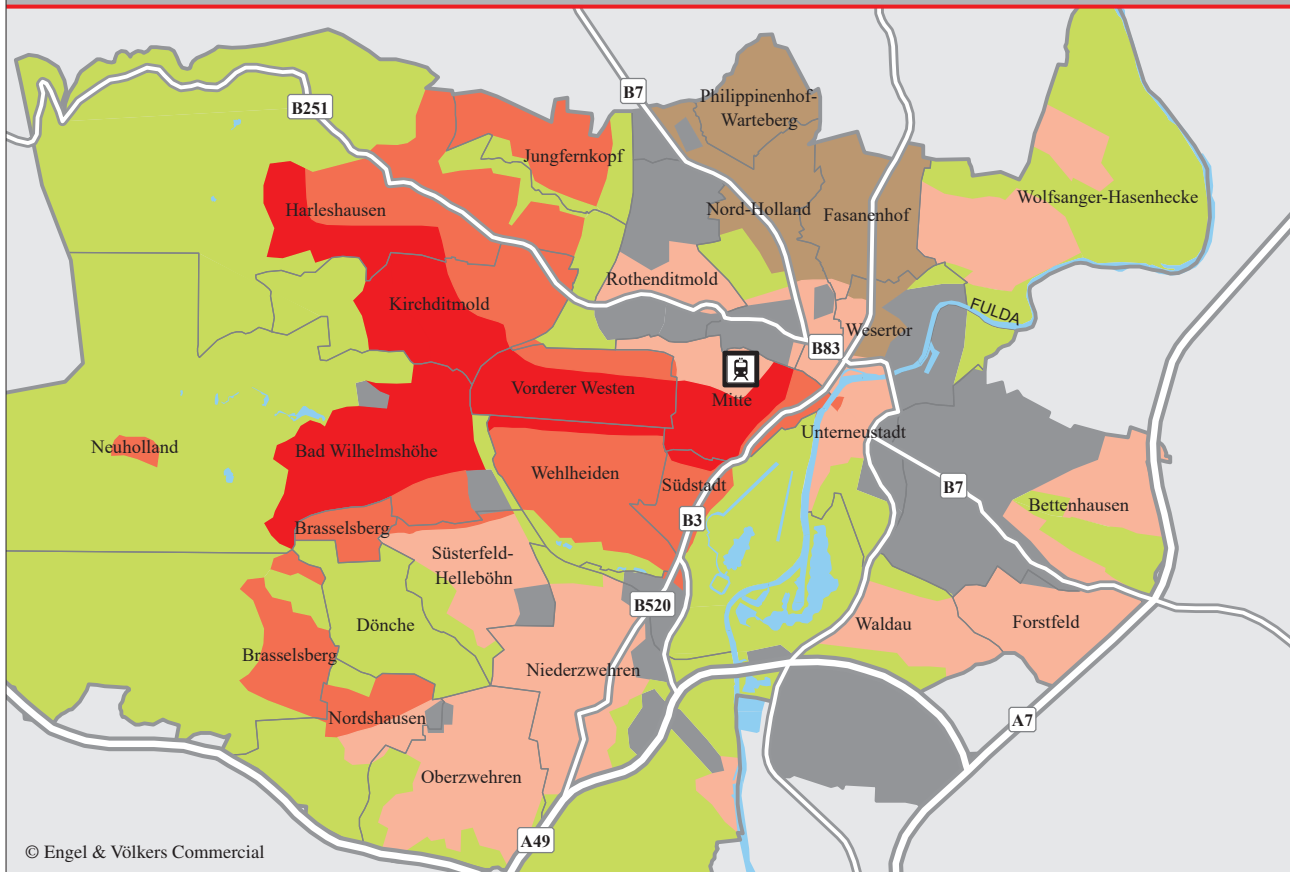 B7
Philippinenhof-
Warteberg
B251
Jungfernkopf
Wolfsanger-Hasenhecke
Harleshausen
Nord-Holland
Fasanenhof
Rothenditmold
Kirchditmold
FULDA
Wesertor
B83
Vorderer Westen
Mitte
Unterneustadt
Neuholland
Bad Wilhelmshöhe
Wehlheiden
Südstadt
B7
Bettenhausen
B3
Brasselsberg
Süsterfeld-
Helleböhn
B520
Dönche
Waldau
Forstfeld
Brasselsberg
Niederzwehren
Nordshausen
A7
Oberzwehren
A49
© Engel & Völkers Commercial